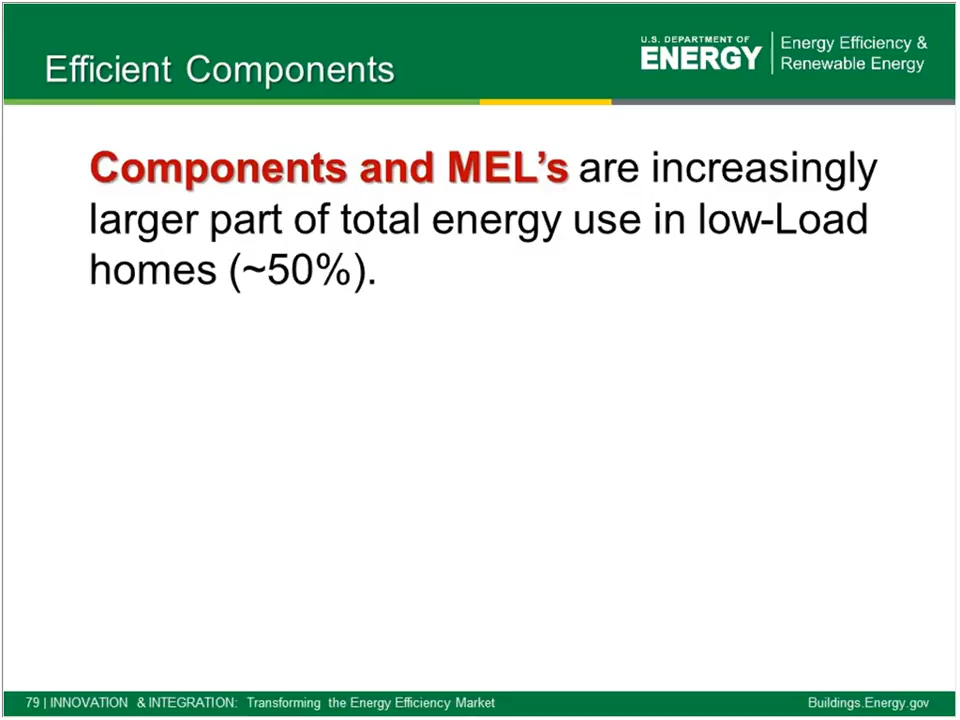 Efficient Components
U.S. DEPARTMENT OF
ENERGY
Energy Efficiency &
Renewable Energy
Components and MEL’s are increasingly
larger part of total energy use in low-Load
homes (~50%).
79 | INNOVATION & INTEGRATION: Transforming the Energy Efficiency Market
Buildings.Energy.gov